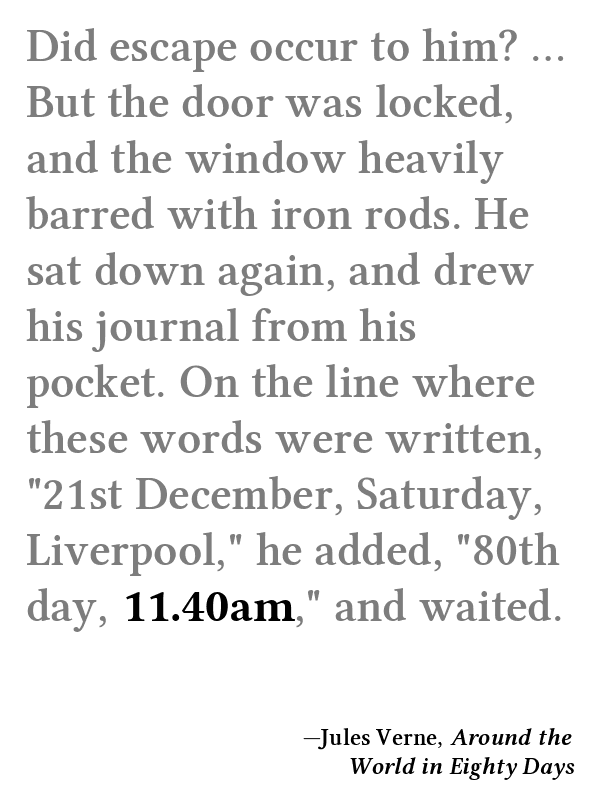 Did escape occur to him? ...
But the door was locked,
and the window heavily
barred with iron rods. He
sat down again, and drew
his journal from his
pocket. On the line where
these words were written,
"21st December, Saturday,
Liverpool," he added, "80th
day, 11.40am," and waited.
—Jules Verne, Around the
World in Eighty Days